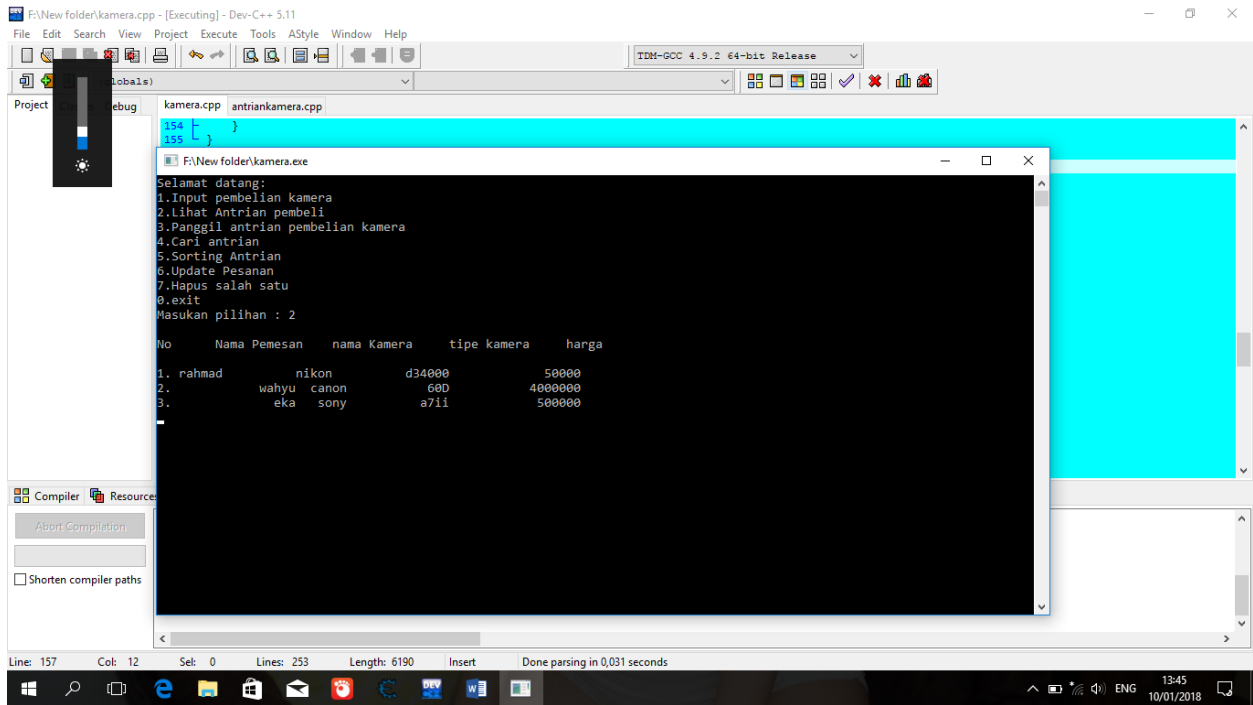 F:\New folder\kamera.cpp - [Executing] - Dev-C++ 5.11
File Edit Search View Project Execute Tools AStyle Window Help
TDM-GCC 4.9.2 64-bit Release
lobals)
Project ebug kamera.cpp antriankamera.cpp
154 }
155 }
F:\New folder\kamera.exe
Selamat datang:
1.Input pembelian kamera
2.Lihat Antrian pembeli
3.Panggil antrian pembelian kamera
4.Cari antrian
5.Sorting Antrian
6.Update Pesanan
7.Hapus salah satu
0.exit
Masukan pilihan : 2
No Nama Pemesan nama Kamera tipe kamera harga
1. rahmad nikon d34000 50000
2. wahyu canon 60D 4000000
3. eka sony a7ii 500000
Compiler Resources
Abort Compilation
Shorten compiler paths
Line: 157 Col: 12 Sel: 0 Lines: 253 Length: 6190 Insert Done parsing in 0,031 seconds
DEV
ENG
13:45
10/01/2018